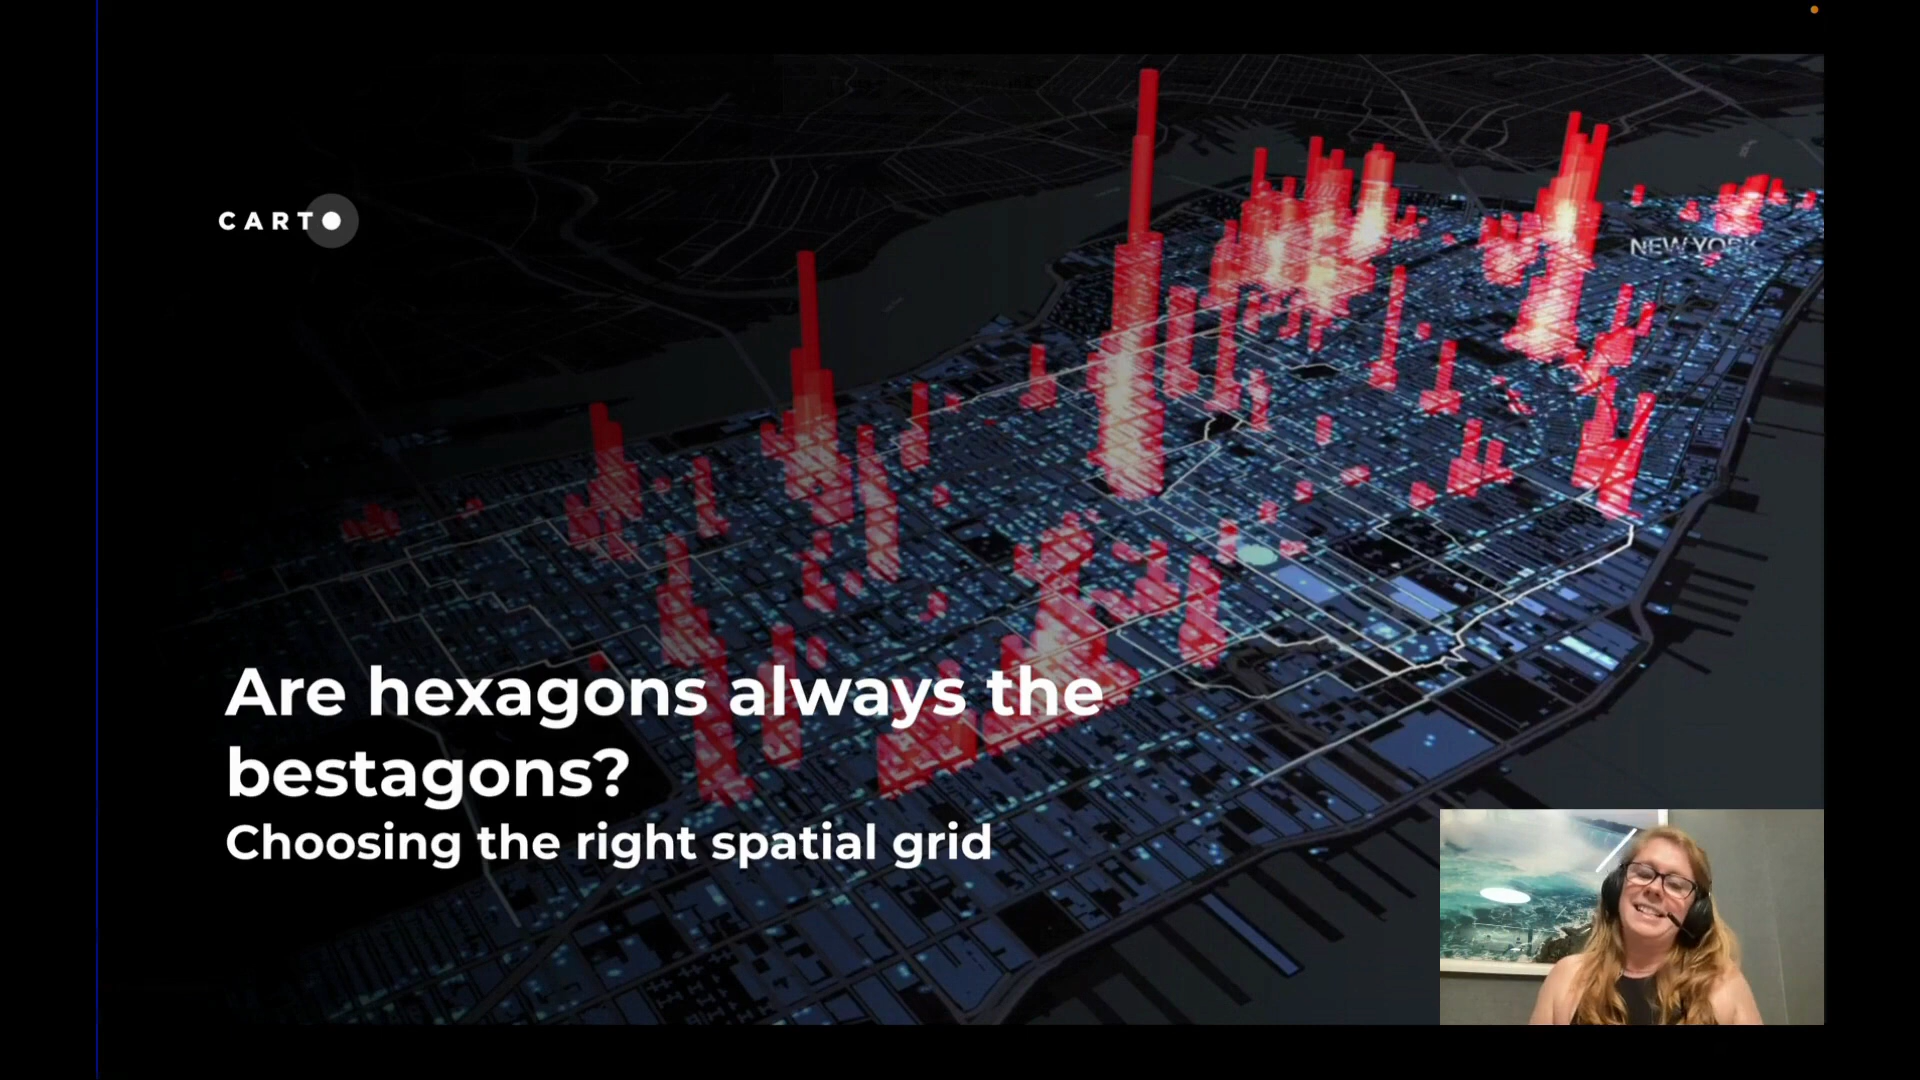 CARTO
NEW YORK
Are hexagons always the
bestagons?
Choosing the right spatial grid